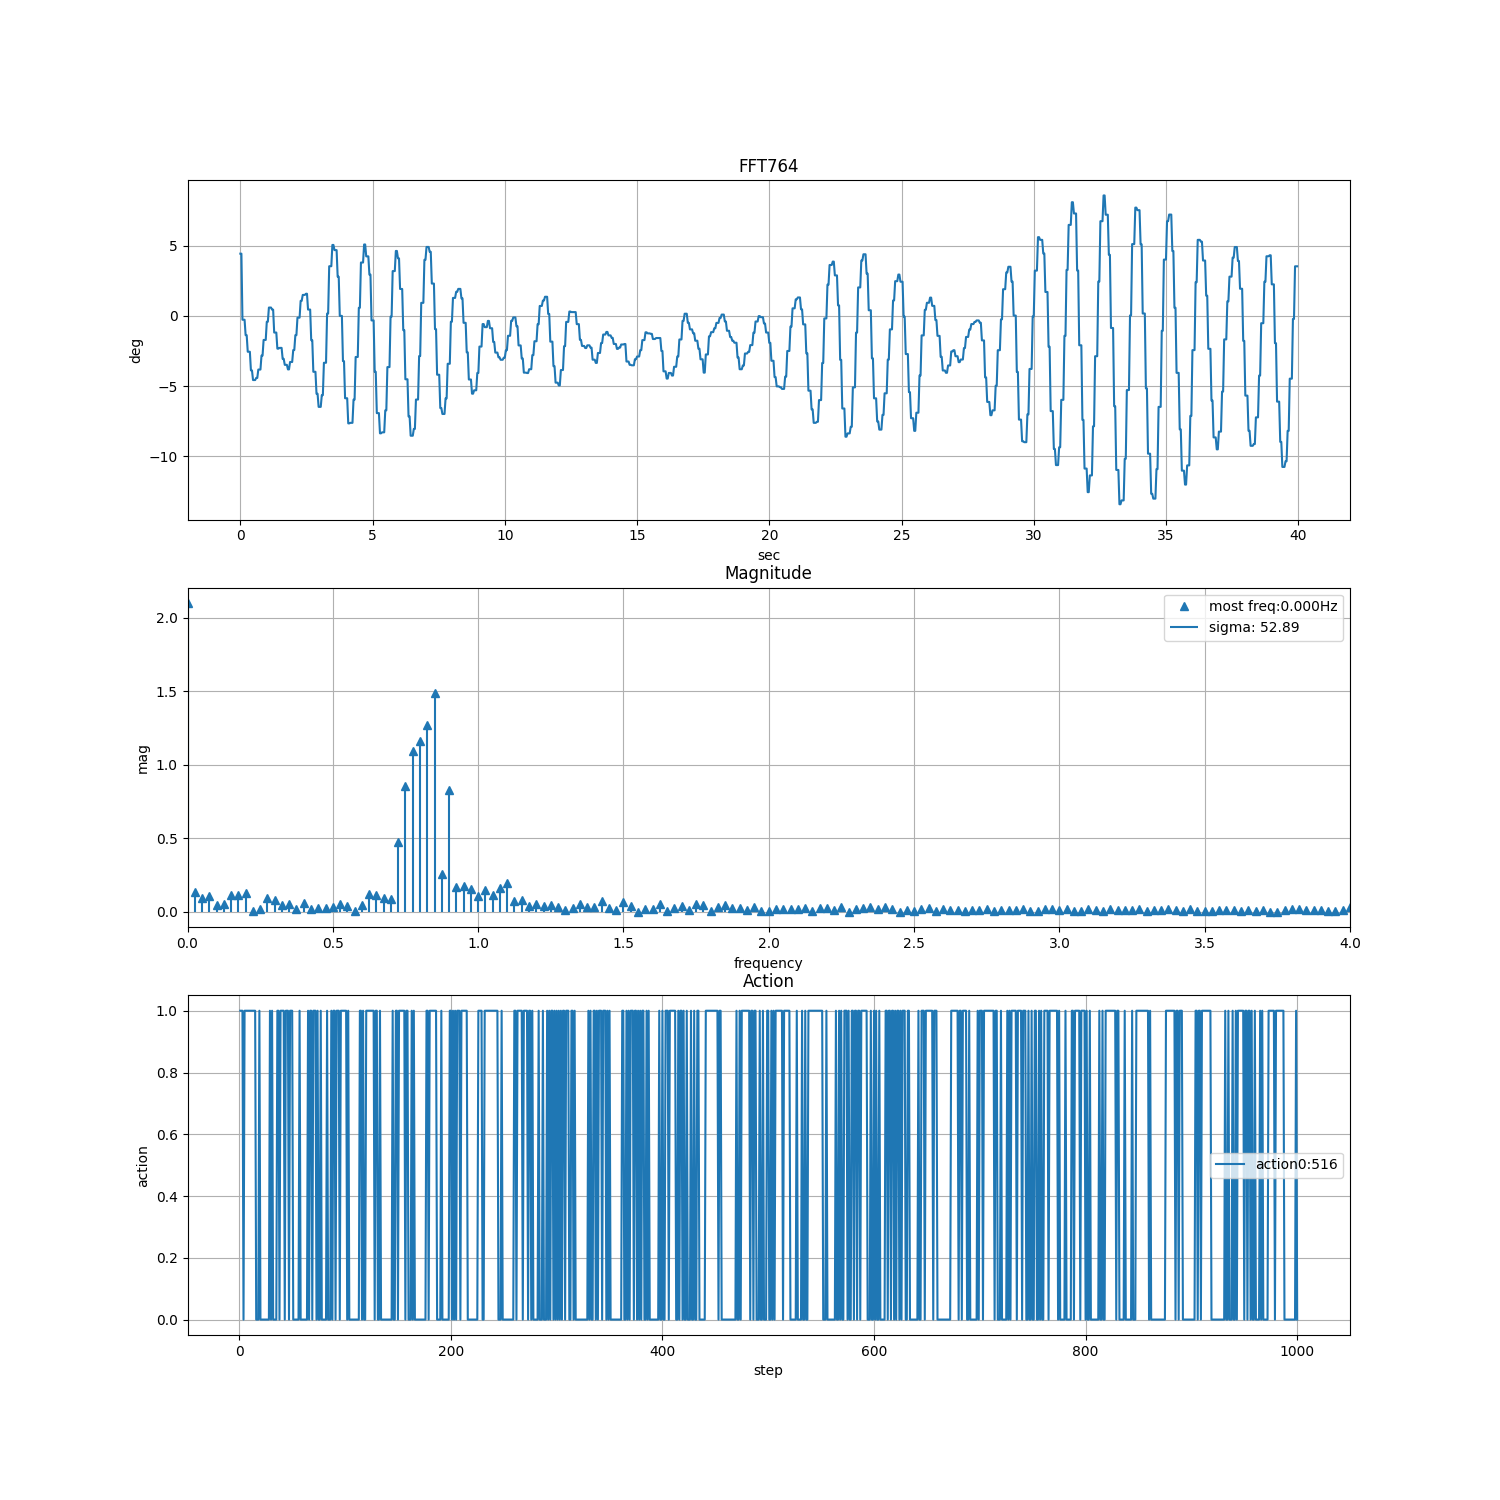 FFT764
5
0
−5
−10
deg
0 5 10 15 20 25 30 35 40
sec
Magnitude
2.0
1.5
1.0
0.5
0.0
mag
most freq:0.000Hz
sigma: 52.89
0.0 0.5 1.0 1.5 2.0 2.5 3.0 3.5 4.0
frequency
Action
1.0
0.8
0.6
0.4
0.2
0.0
action
action0:516
0 200 400 600 800 1000
step